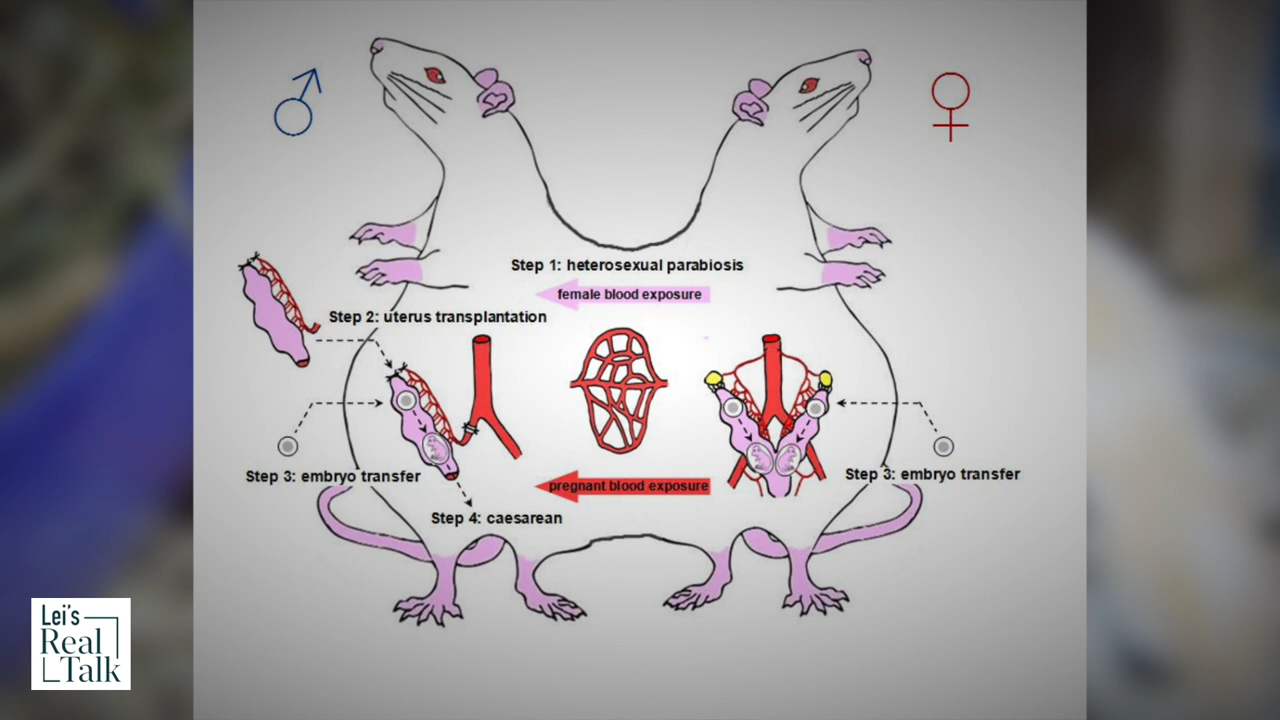 Step 1: heterosexual parabiosis
female blood exposure
Step 2: uterus transplantation
Step 3: embryo transfer
Step 3: embryo transfer
pregnant blood exposure
Step 4: caesarean
Lei's
Real
Talk